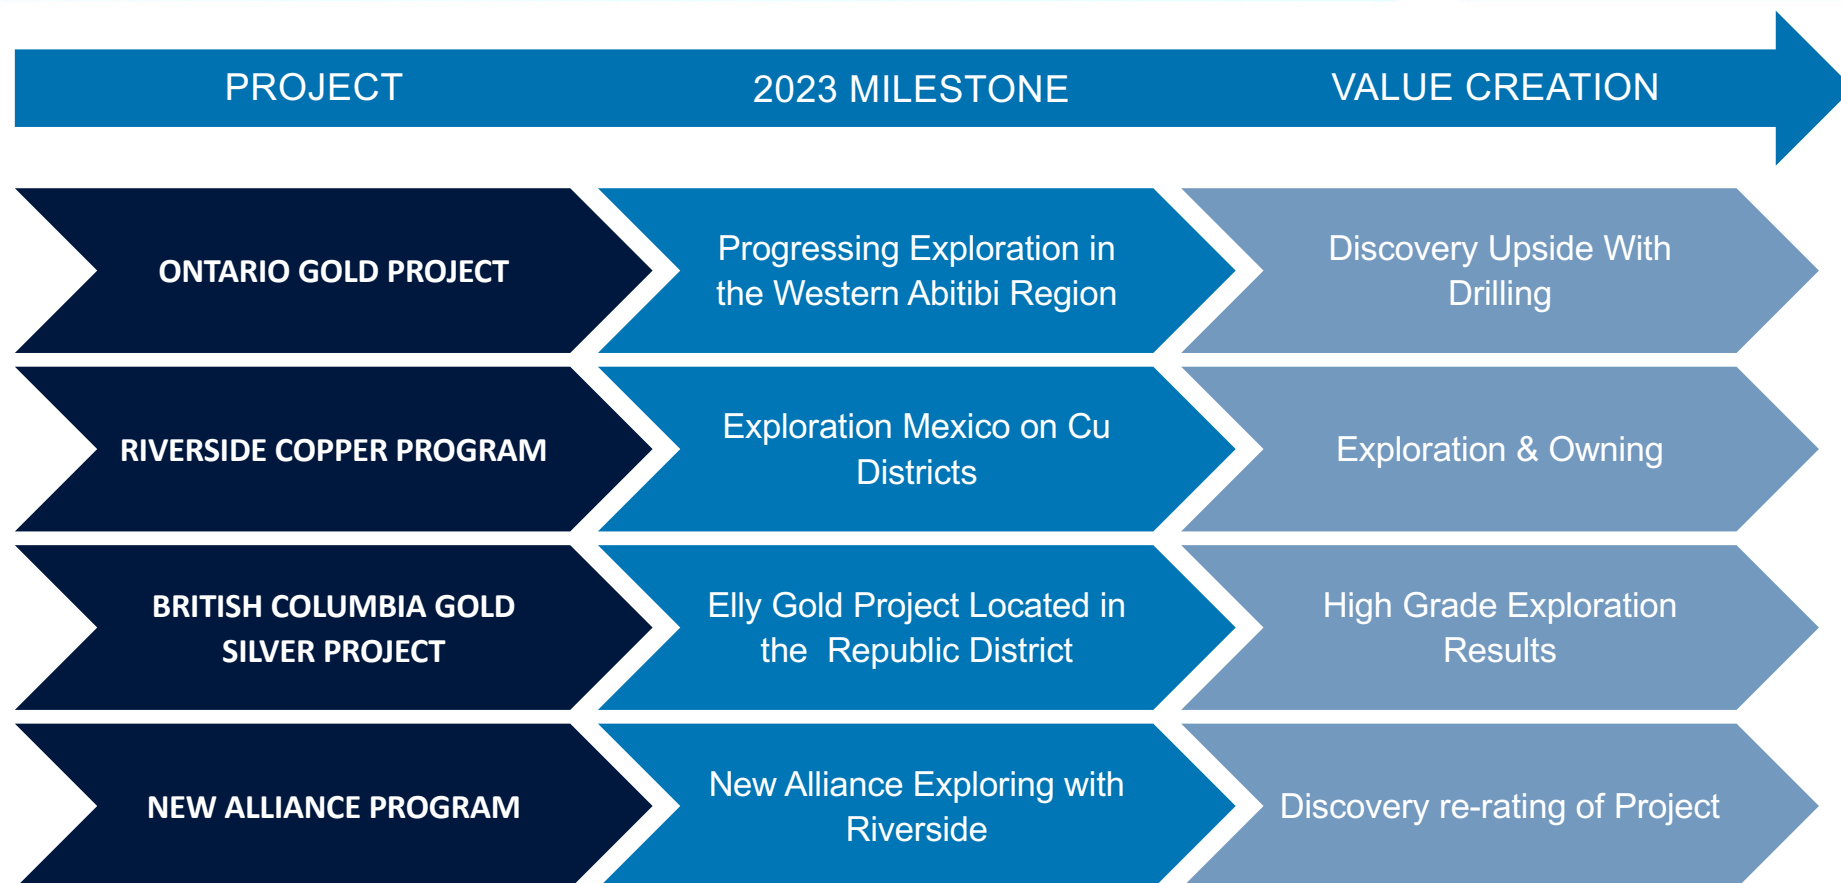 PROJECT
2023 MILESTONE
VALUE CREATION
ONTARIO GOLD PROJECT
Progressing Exploration in
the Western Abitibi Region
Discovery Upside With
Drilling
RIVERSIDE COPPER PROGRAM
Exploration Mexico on Cu
Districts
Exploration & Owning
BRITISH COLUMBIA GOLD
SILVER PROJECT
Elly Gold Project Located in
the  Republic District
High Grade Exploration
Results
NEW ALLIANCE PROGRAM
New Alliance Exploring with
Riverside
Discovery re-rating of Project